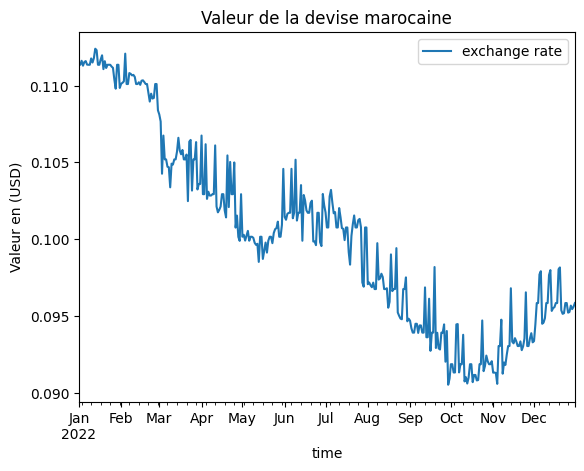 Valeur de la devise marocaine
exchange rate
Valeur en (USD)
0.110
0.105
0.100
0.095
0.090
Jan Feb Mar Apr May Jun Jul Aug Sep Oct Nov Dec
2022
time